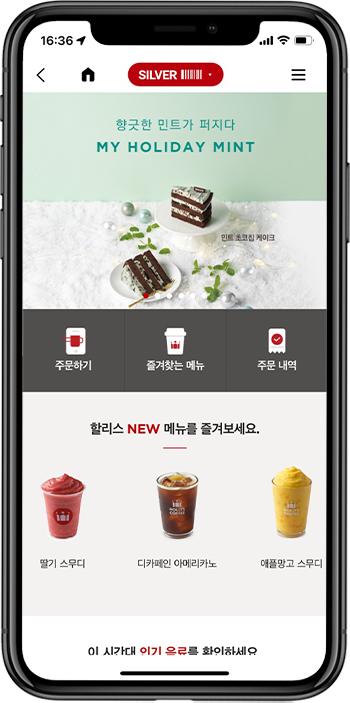 16:36
SILVER
향긋한 민트가 퍼지다
MY HOLIDAY MINT
민트 초코칩 케이크
주문하기
즐겨찾는 메뉴
주문 내역
할리스 NEW 메뉴를 즐겨보세요.
HOLLYS
COFFEE
딸기 스무디
디카페인 아메리카노
애플망고 스무디
이 시간대 인기 음료를 확인하세요